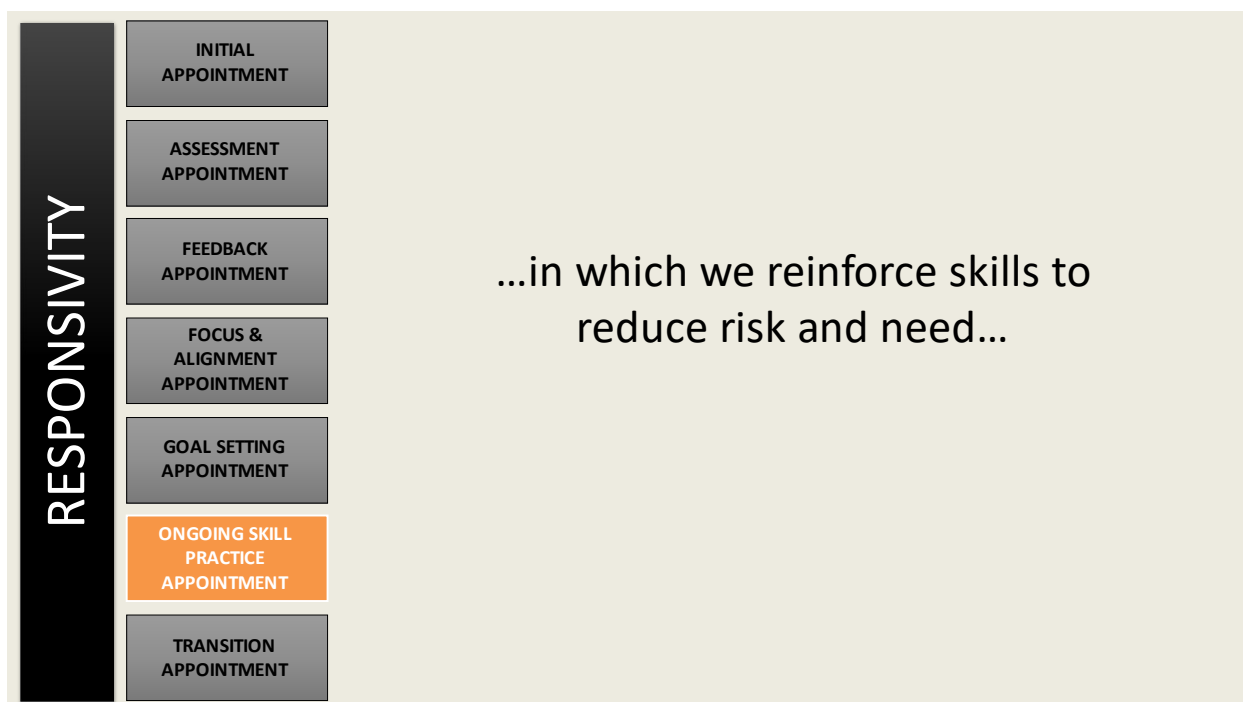 RESPONSIVITY
INITIAL
APPOINTMENT
ASSESSMENT
APPOINTMENT
FEEDBACK
APPOINTMENT
FOCUS &
ALIGNMENT
APPOINTMENT
GOAL SETTING
APPOINTMENT
ONGOING SKILL
PRACTICE
APPOINTMENT
TRANSITION
APPOINTMENT
…in which we reinforce skills to
reduce risk and need…